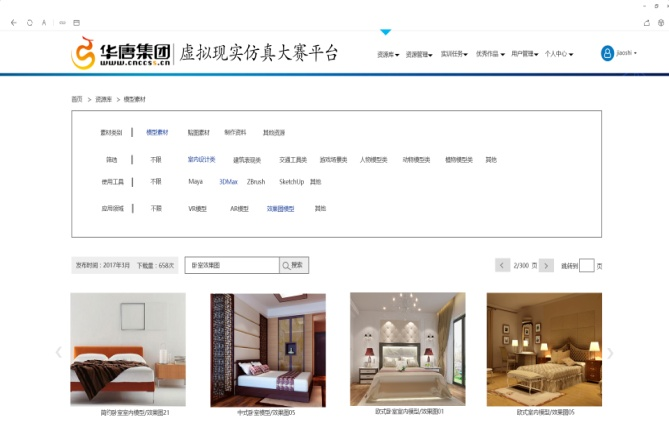 华唐集团
www.cnccss.cn
虚拟现实仿真大赛平台
资源库 资源管理 实训任务 优秀作品 用户管理 个人中心
jiaoshi
首页 > 资源库 > 模型素材
素材类别 模型素材 贴图素材 制作资料 其他资源
筛选 不限 室内设计类 建筑表现类 交通工具类 游戏场景类 人物模型类 动物模型类 植物模型类 其他
使用工具 不限 Maya 3DMax ZBrush SketchUp 其他
应用领域 不限 VR模型 AR模型 效果图模型 其他
发布时间：2017年3月 下载量：658次
卧室效果图 搜索
2/300 页 跳转到 页
简约卧室室内模型/效果图21
中式卧室模型/效果图05
欧式卧室室内模型/效果图01
欧式室内模型/效果图05